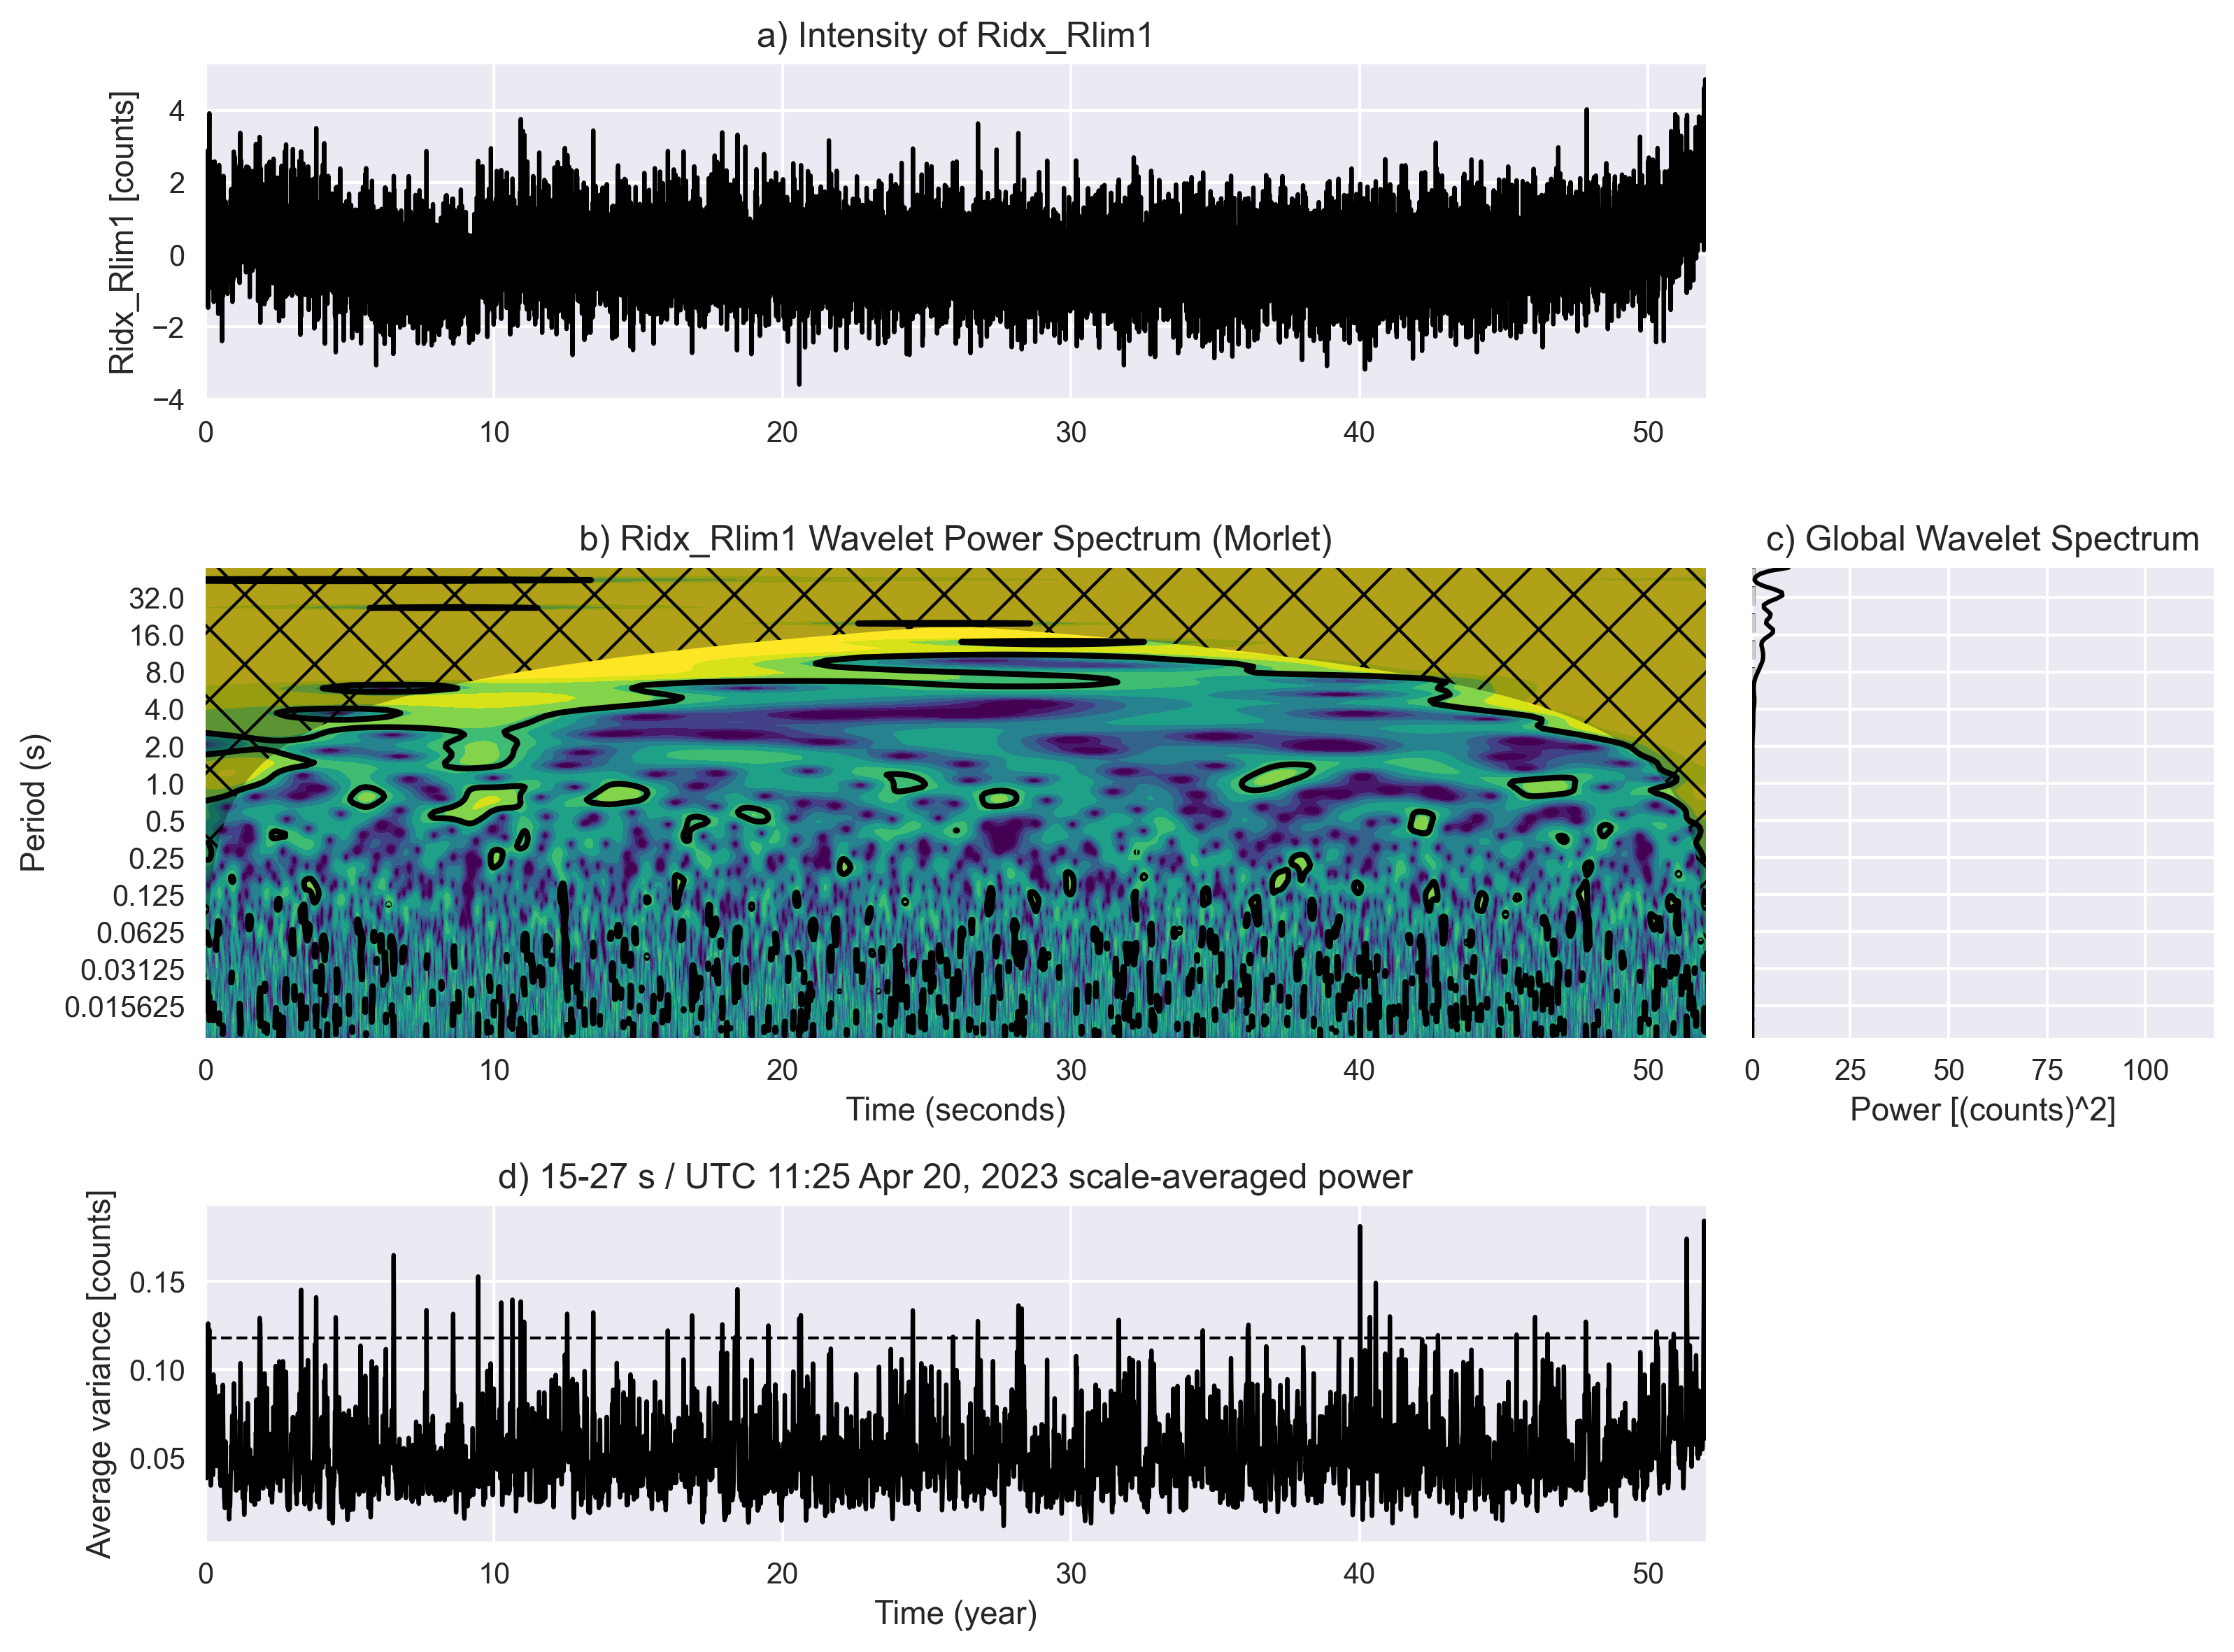 a) Intensity of Ridx_Rlim1
Ridx_Rlim1 [counts]
4
2
0
−2
−4
0 10 20 30 40 50
b) Ridx_Rlim1 Wavelet Power Spectrum (Morlet)
Period (s)
32.0
16.0
8.0
4.0
2.0
1.0
0.5
0.25
0.125
0.0625
0.03125
0.015625
0 10 20 30 40 50
Time (seconds)
c) Global Wavelet Spectrum
0 25 50 75 100
Power [(counts)^2]
d) 15-27 s / UTC 11:25 Apr 20, 2023 scale-averaged power
Average variance [counts]
0.15
0.10
0.05
0 10 20 30 40 50
Time (year)